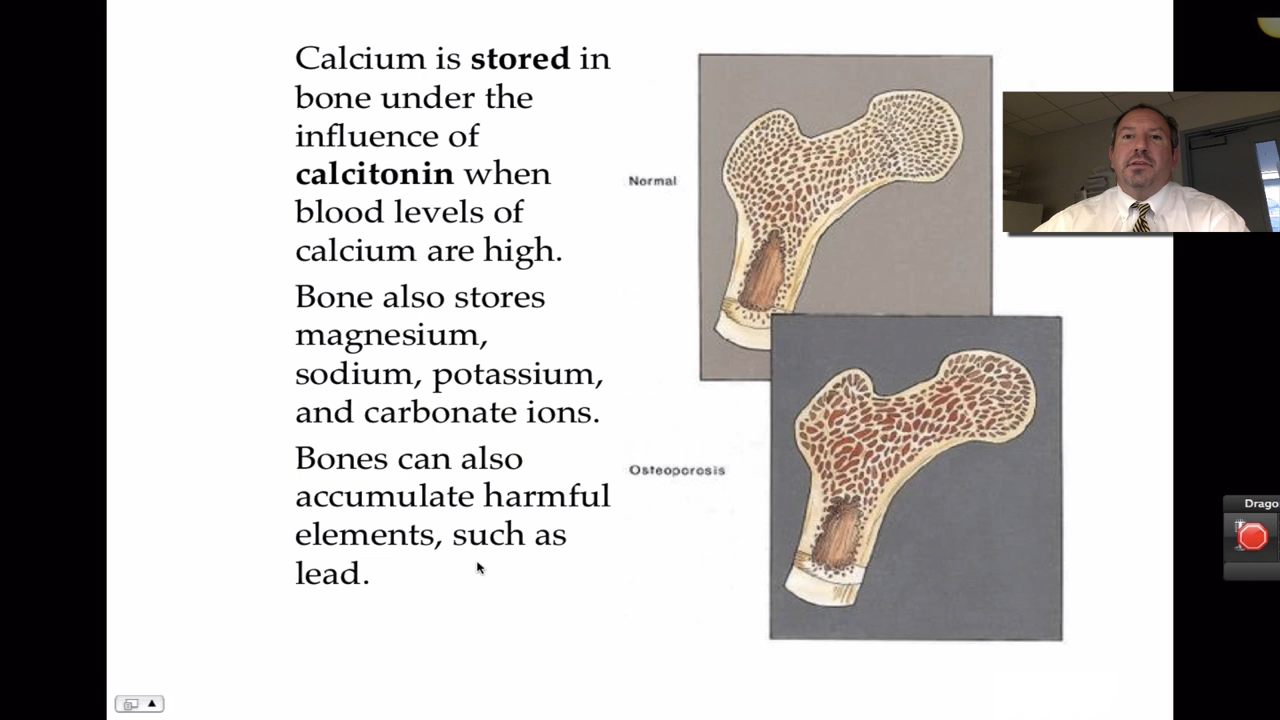 Calcium is stored in
bone under the
influence of
calcitonin when
blood levels of
calcium are high.
Bone also stores
magnesium,
sodium, potassium,
and carbonate ions.
Bones can also
accumulate harmful
elements, such as
lead.
Normal
Osteoporosis
Drago